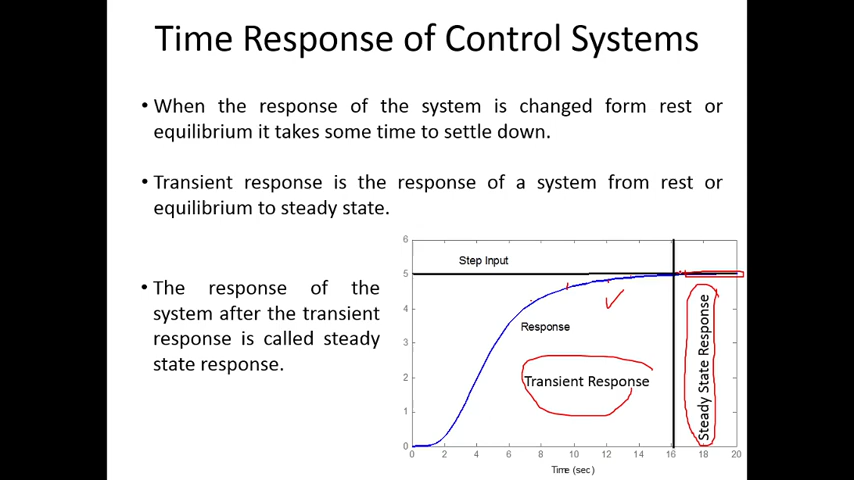 Time Response of Control Systems
• When the response of the system is changed form rest or
equilibrium it takes some time to settle down.
• Transient response is the response of a system from rest or
equilibrium to steady state.
• The response of the
system after the transient
response is called steady
state response.
6
Step Input
5
4
Response
3
2
Transient Response
1
0
Steady State Response
0 2 4 6 8 10 12 14 16 18 20
Time (sec)